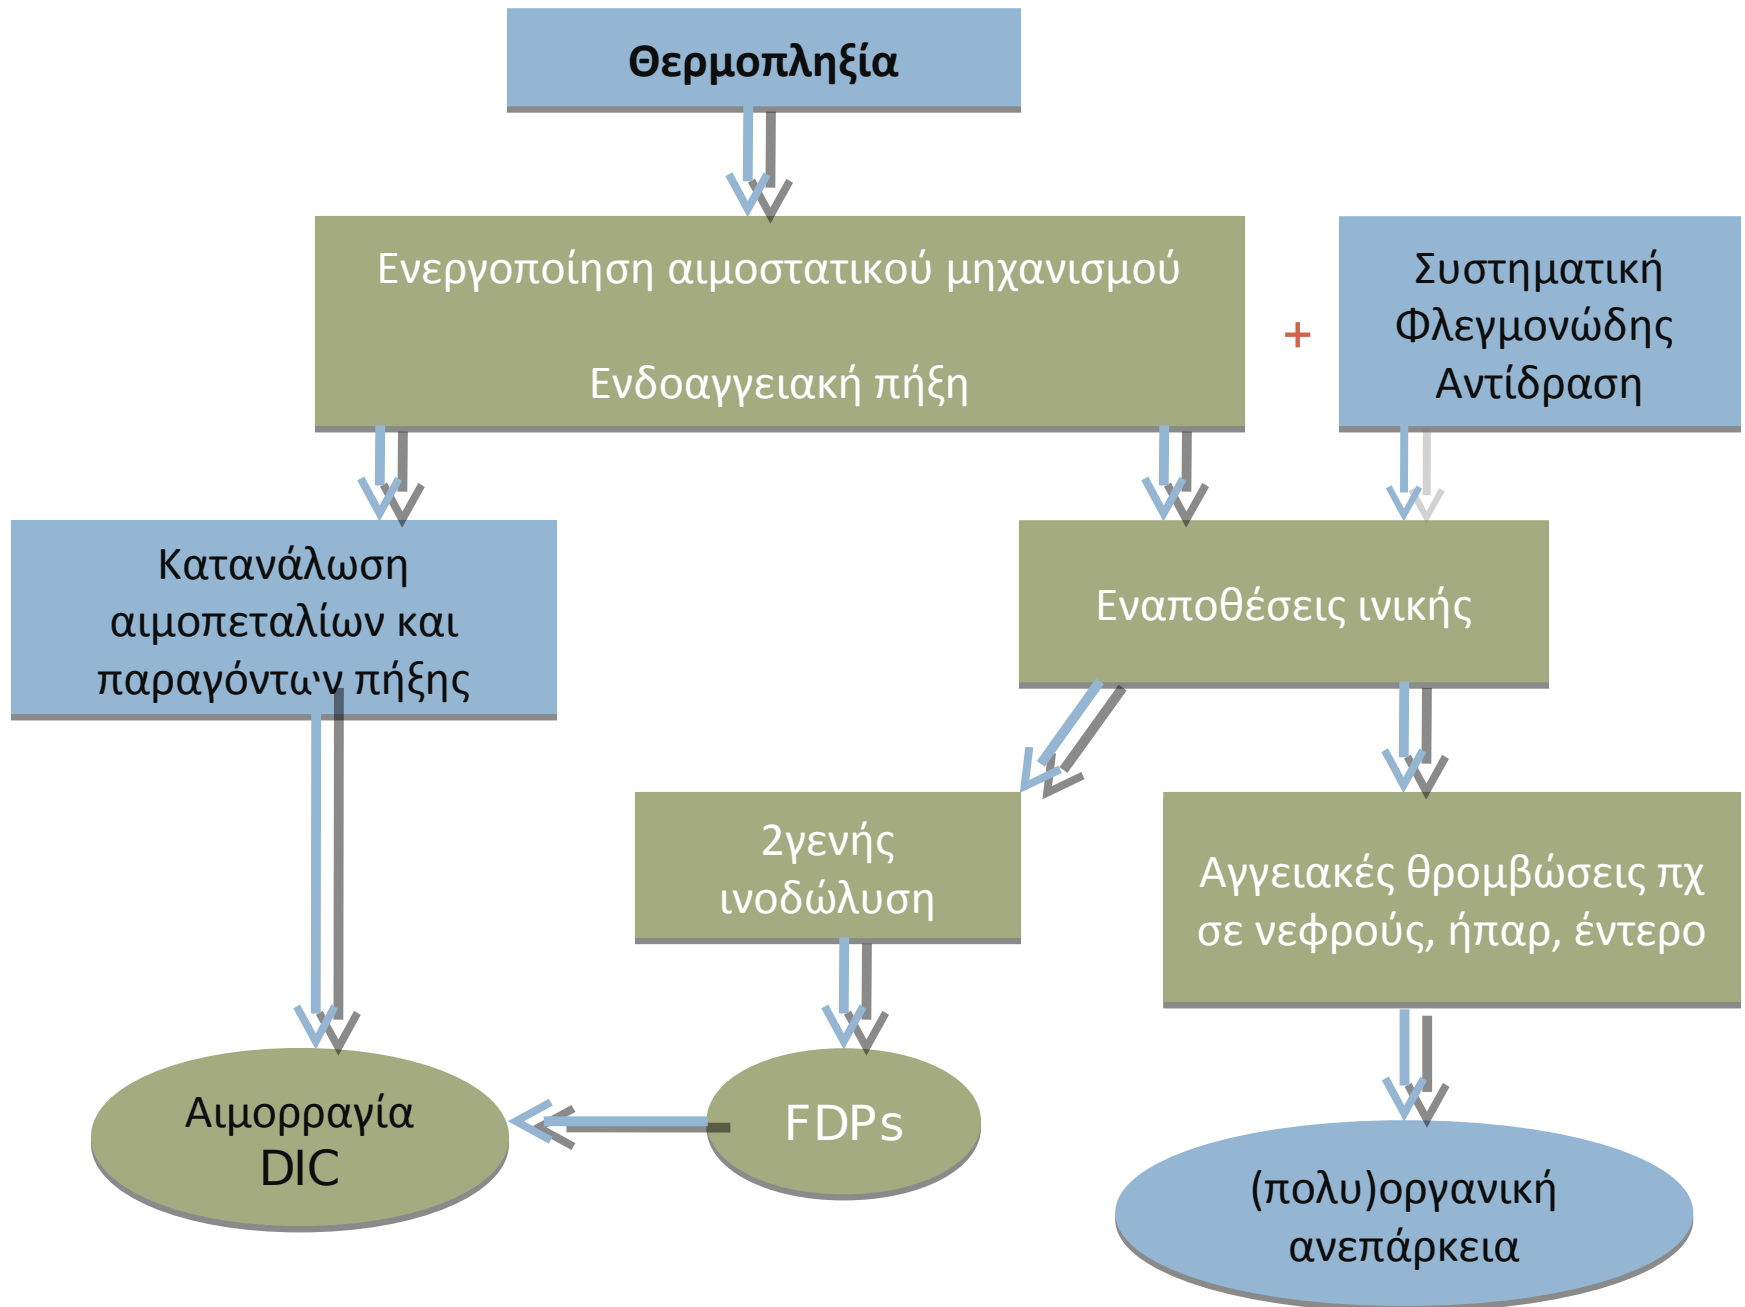 Θερμοπληξία
Ενεργοποίηση αιμοστατικού μηχανισμού
Ενδοαγγειακή πήξη
+
Συστηματική
Φλεγμονώδης
Αντίδραση
Κατανάλωση
αιμοπεταλίων και
παραγόντων πήξης
Εναποθέσεις ινικής
2γενής
ινοδώλυση
Αγγειακές θρομβώσεις πχ
σε νεφρούς, ήπαρ, έντερο
Αιμορραγία
DIC
FDPs
(πολυ)οργανική
ανεπάρκεια